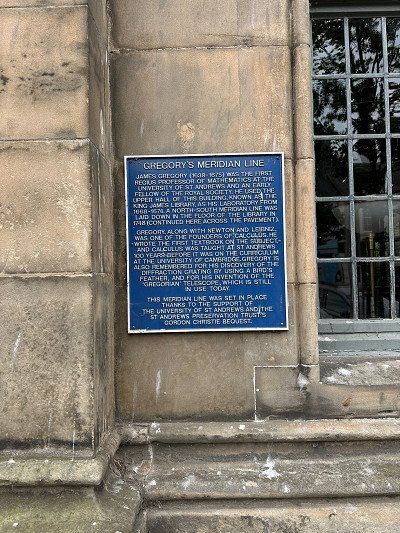 GREGORY'S MERIDIAN LINE
JAMES GREGORY (1638-1675) WAS THE FIRST
REGIUS PROFESSOR OF MATHEMATICS AT THE
UNIVERSITY OF ST ANDREWS AND AN EARLY
FELLOW OF THE ROYAL SOCIETY. HE USED THE
UPPER HALL OF THIS BUILDING, KNOWN AS THE
KING JAMES LIBRARY, AS HIS LABORATORY FROM
1668-1674. A NORTH-SOUTH MERIDIAN LINE WAS
LAID DOWN IN THE FLOOR OF THE LIBRARY IN
1748 (CONTINUED HERE ACROSS THE PAVEMENT).
GREGORY, ALONG WITH NEWTON AND LEIBNIZ,
WAS ONE OF THE FOUNDERS OF CALCULUS. HE
WROTE THE FIRST TEXTBOOK ON THE SUBJECT,
AND CALCULUS WAS TAUGHT AT ST ANDREWS
100 YEARS BEFORE IT WAS ON THE CURRICULUM
AT THE UNIVERSITY OF CAMBRIDGE. GREGORY IS
ALSO REMEMBERED FOR HIS DISCOVERY OF THE
DIFFRACTION GRATING BY USING A BIRD'S
FEATHER, AND FOR HIS INVENTION OF THE
'GREGORIAN' TELESCOPE, WHICH IS STILL
IN USE TODAY.
THIS MERIDIAN LINE WAS SET IN PLACE
THANKS TO THE SUPPORT OF
THE UNIVERSITY OF ST ANDREWS AND THE
ST ANDREWS PRESERVATION TRUST'S
GORDON CHRISTIE BEQUEST.